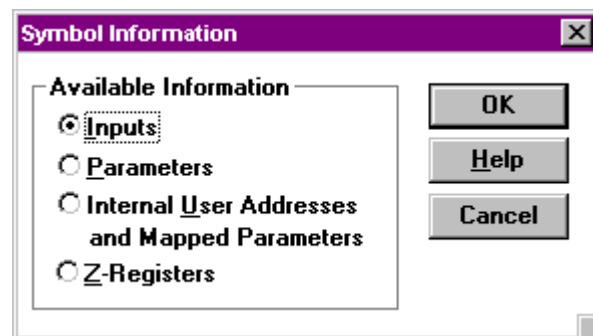 Symbol Information
Available Information
Inputs
Parameters
Internal User Addresses
and Mapped Parameters
Z-Registers
OK
Help
Cancel